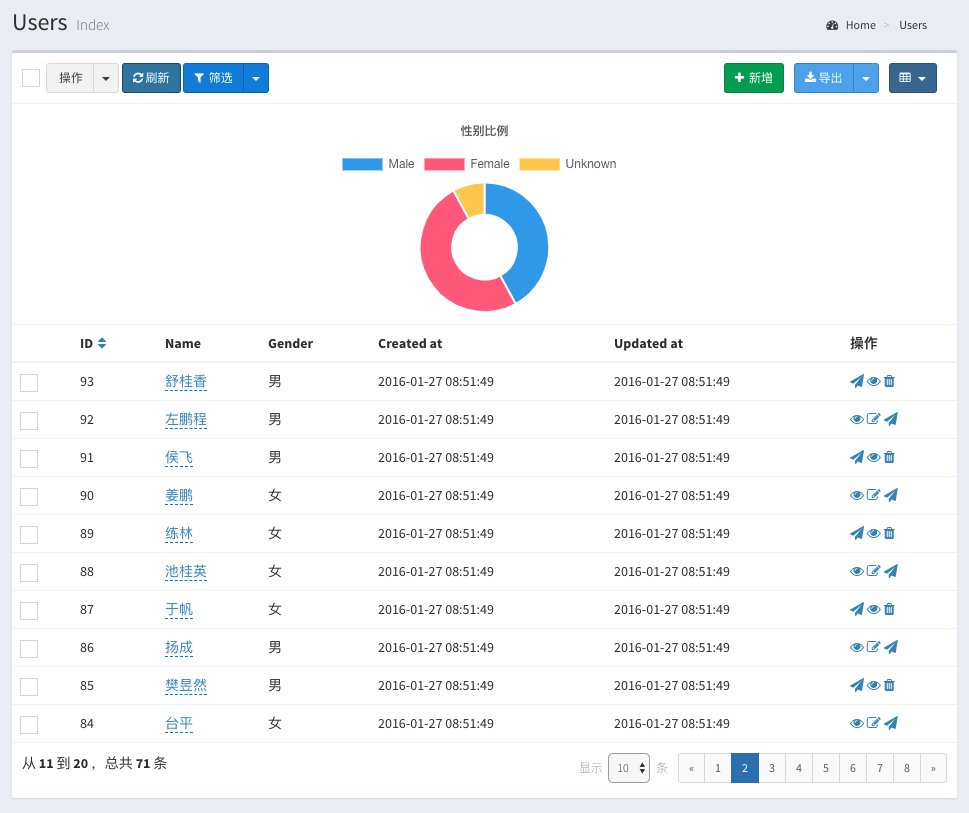 Users Index
Home > Users
操作 刷新 筛选 新增 导出
性别比例
Male Female Unknown
ID Name Gender Created at Updated at 操作
93 舒桂香 男 2016-01-27 08:51:49 2016-01-27 08:51:49
92 左鹏程 男 2016-01-27 08:51:49 2016-01-27 08:51:49
91 侯飞 男 2016-01-27 08:51:49 2016-01-27 08:51:49
90 姜鹏 女 2016-01-27 08:51:49 2016-01-27 08:51:49
89 练林 女 2016-01-27 08:51:49 2016-01-27 08:51:49
88 池桂英 女 2016-01-27 08:51:49 2016-01-27 08:51:49
87 于帆 女 2016-01-27 08:51:49 2016-01-27 08:51:49
86 扬成 男 2016-01-27 08:51:49 2016-01-27 08:51:49
85 樊昱然 男 2016-01-27 08:51:49 2016-01-27 08:51:49
84 台平 女 2016-01-27 08:51:49 2016-01-27 08:51:49
从 11 到 20 ，总共 71 条
显示 10 条 « 1 2 3 4 5 6 7 8 »